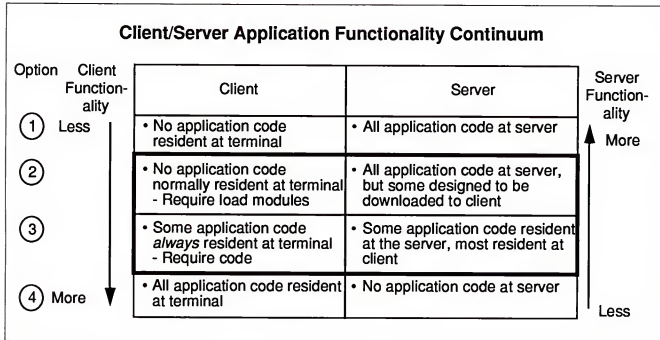 Client/Server Application Functionality Continuum
Option
Client
Function-
ality
Client
Server
Server
Function-
ality
1
Less
• No application code
resident at terminal
• All application code at server
More
2
• No application code
normally resident at terminal
- Require load modules
• All application code at server,
but some designed to be
downloaded to client
3
• Some application code
always resident at terminal
- Require code
• Some application code resident
at the server, most resident at
client
4
More
• All application code resident
at terminal
• No application code at server
Less